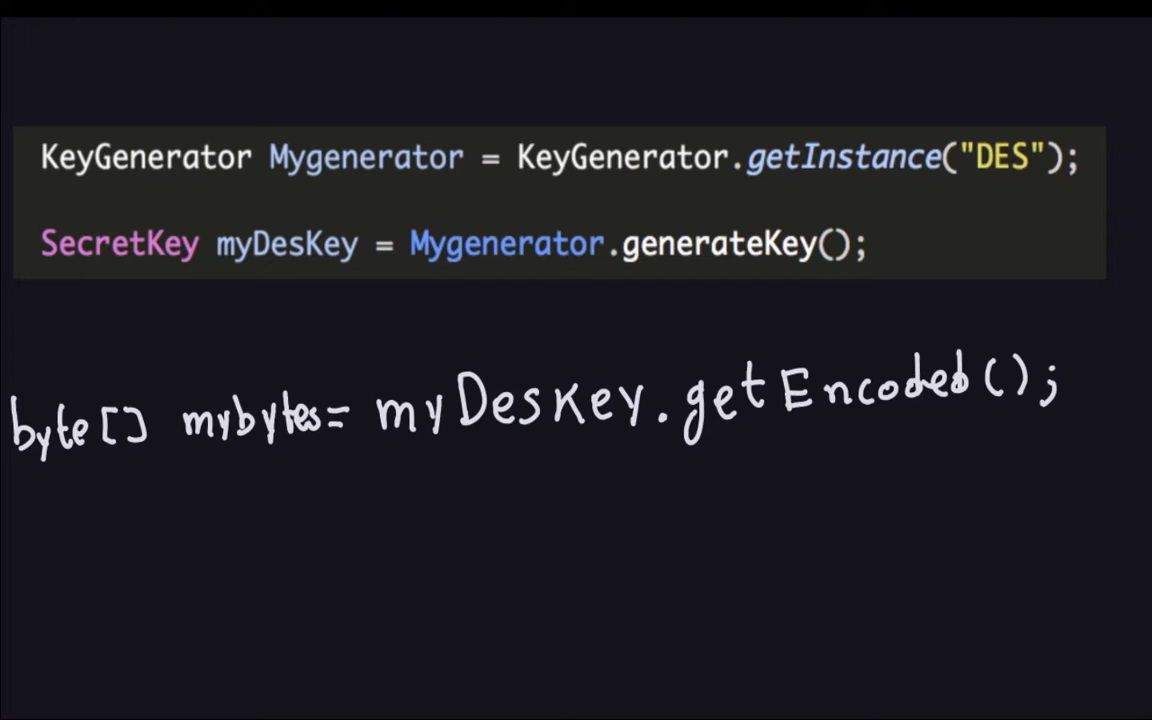 KeyGenerator Mygenerator = KeyGenerator.getInstance("DES");
SecretKey myDesKey = Mygenerator.generateKey();
byte[] mybytes= myDesKey.getEncoded();